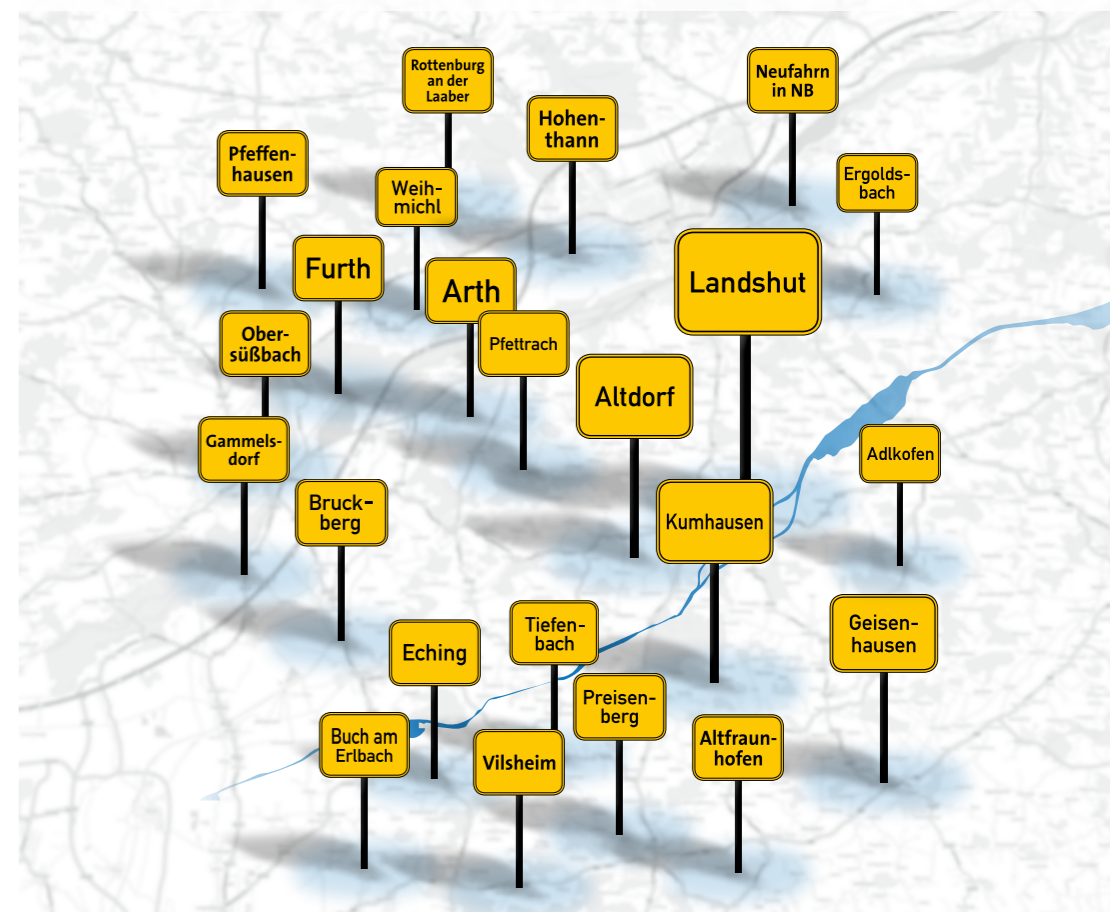 Rottenburg
an der
Laaber
Neufahrn
in NB
Hohen-
thann
Pfeffen-
hausen
Ergolds-
bach
Weih-
michl
Furth
Arth
Landshut
Ober-
süßbach
Pfettrach
Altdorf
Gammels-
dorf
Adlkofen
Bruck-
berg
Kumhausen
Geisen-
hausen
Tiefen-
bach
Eching
Preisen-
berg
Buch am
Erlbach
Altfraun-
hofen
Vilsheim